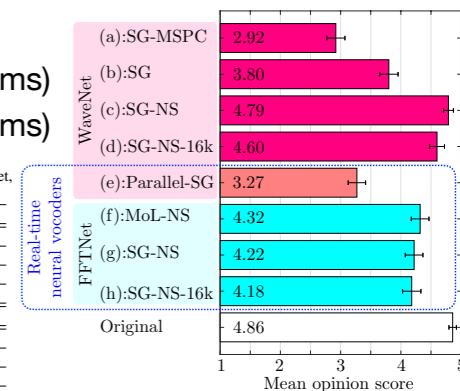 ms)
ms)
et,
WaveNet
(a):SG-MSPC 2.92
(b):SG 3.80
(c):SG-NS 4.79
(d):SG-NS-16k 4.60
(e):Parallel-SG 3.27
Real-time
neural vocoders
FFTNet
(f):MoL-NS 4.32
(g):SG-NS 4.22
(h):SG-NS-16k 4.18
Original 4.86
1 2 3 4 5
Mean opinion score